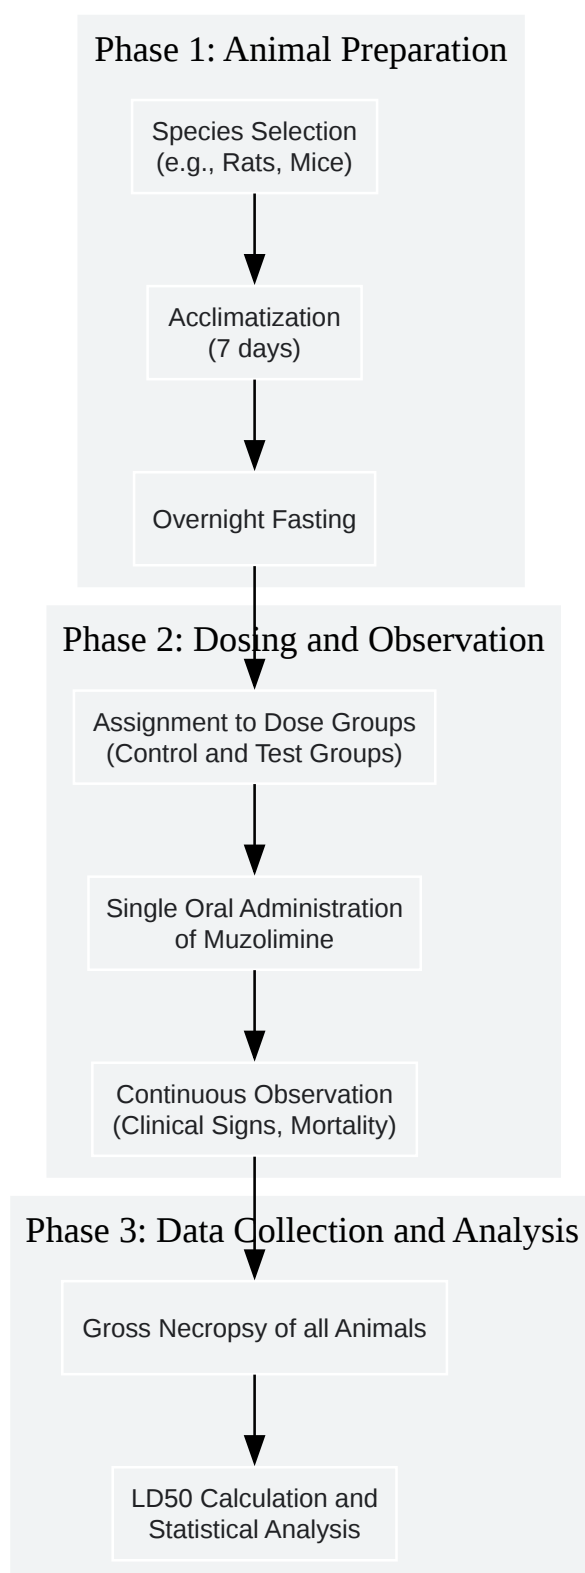 Phase 1: Animal Preparation
Species Selection
(e.g., Rats, Mice)
Acclimatization
(7 days)
Overnight Fasting
Phase 2: Dosing and Observation
Assignment to Dose Groups
(Control and Test Groups)
Single Oral Administration
of Muzolimine
Continuous Observation
(Clinical Signs, Mortality)
Phase 3: Data Collection and Analysis
Gross Necropsy of all Animals
LD50 Calculation and
Statistical Analysis